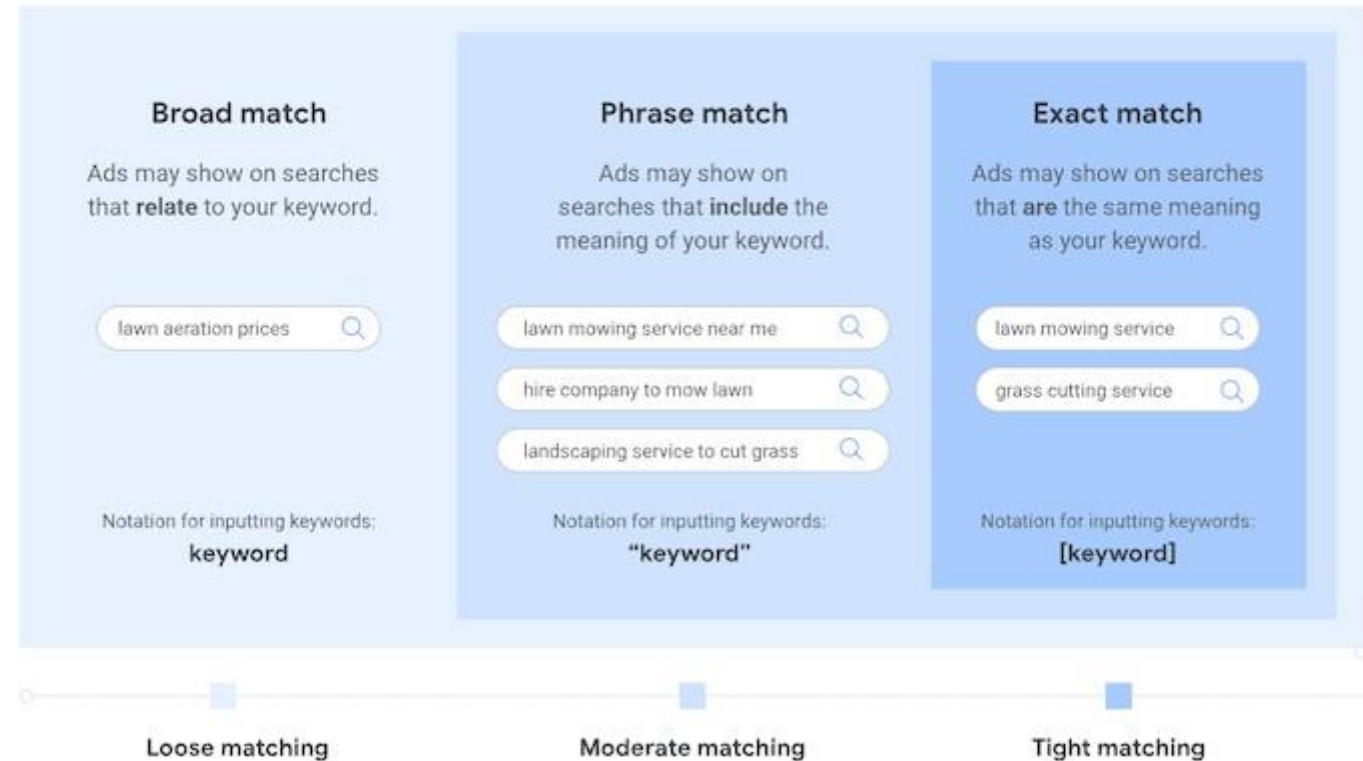 Broad match
Ads may show on searches
that relate to your keyword.
lawn aeration prices
Notation for inputting keywords:
keyword
Phrase match
Ads may show on
searches that include the
meaning of your keyword.
lawn mowing service near me
hire company to mow lawn
landscaping service to cut grass
Notation for inputting keywords:
“keyword”
Exact match
Ads may show on searches
that are the same meaning
as your keyword.
lawn mowing service
grass cutting service
Notation for inputting keywords:
[keyword]
Loose matching
Moderate matching
Tight matching